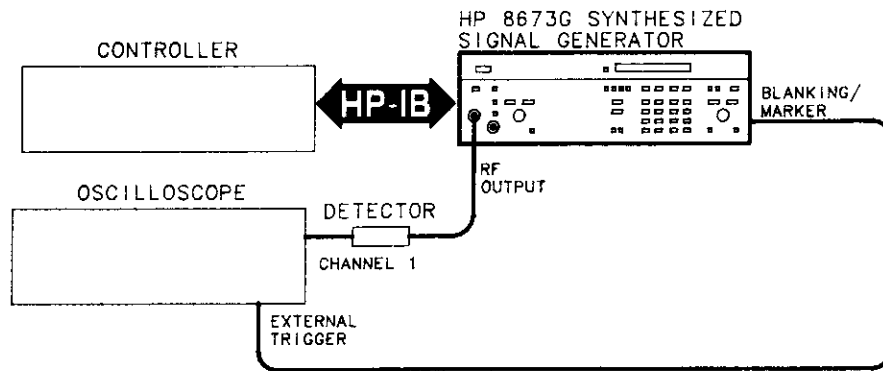 HP 8673G SYNTHESIZED
SIGNAL GENERATOR
CONTROLLER
HP-IB
BLANKING/
MARKER
RF
OUTPUT
OSCILLOSCOPE
DETECTOR
CHANNEL 1
EXTERNAL
TRIGGER